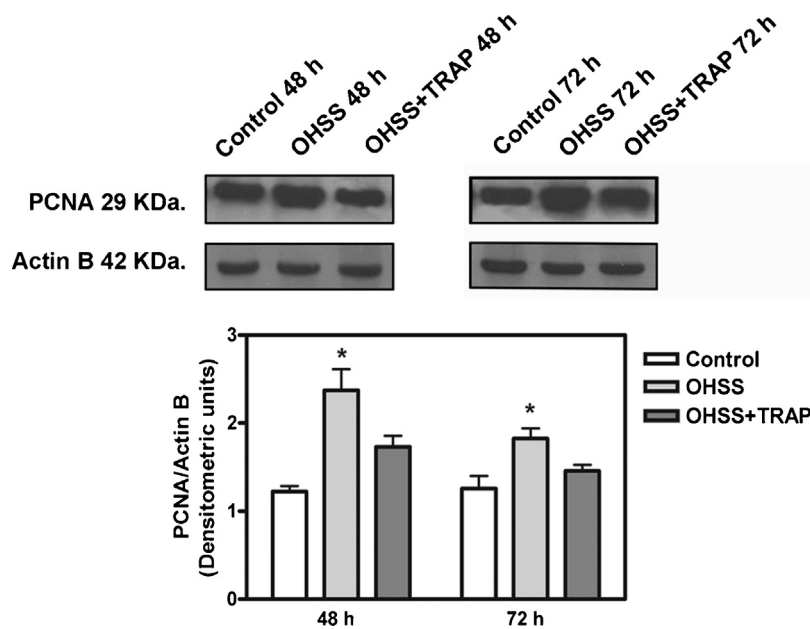 Control 48 h
OHSS 48 h
OHSS+TRAP 48 h
Control 72 h
OHSS 72 h
OHSS+TRAP 72 h
PCNA 29 KDa.
Actin B 42 KDa.
PCNA/Actin B
(Densitometric units)
3
*
2
*
1
0
48 h
72 h
Control
OHSS
OHSS+TRAP